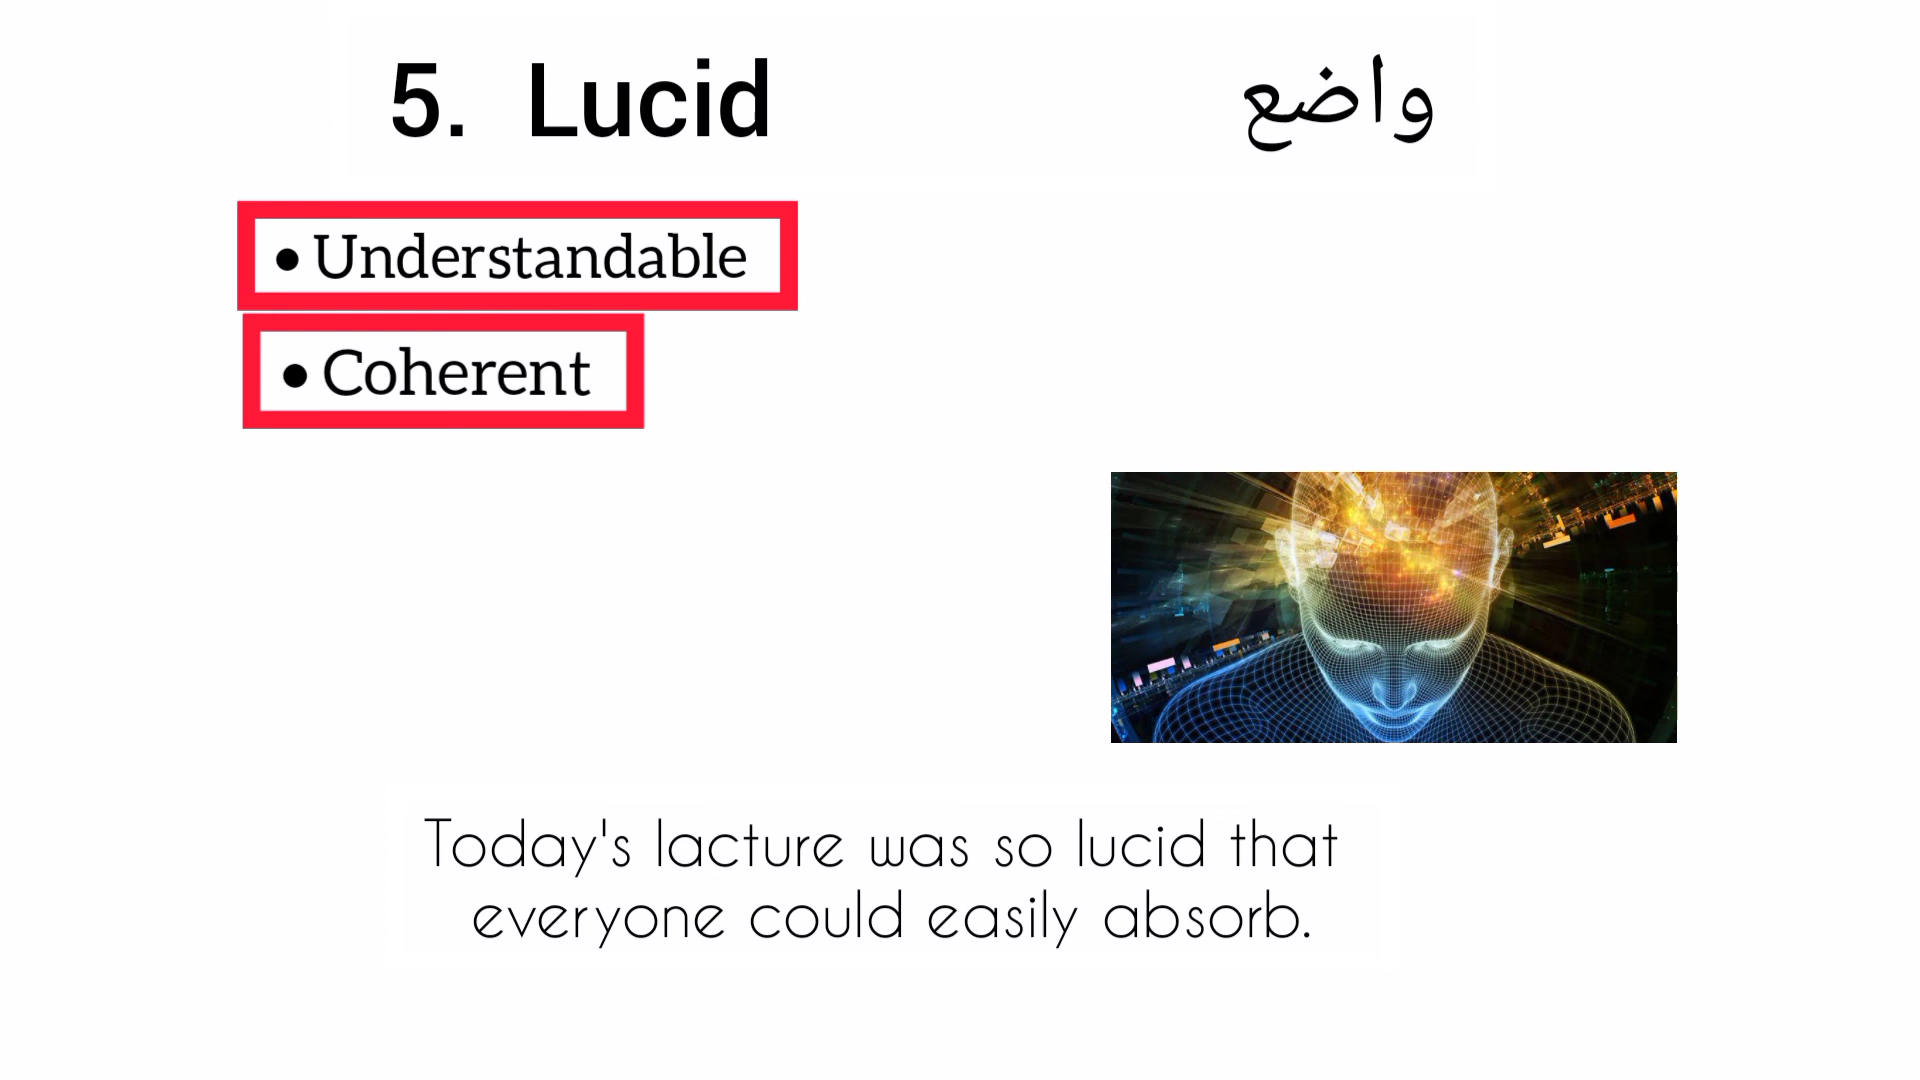 5. Lucid واضع
• Understandable
• Coherent
Today's lacture was so lucid that
everyone could easily absorb.